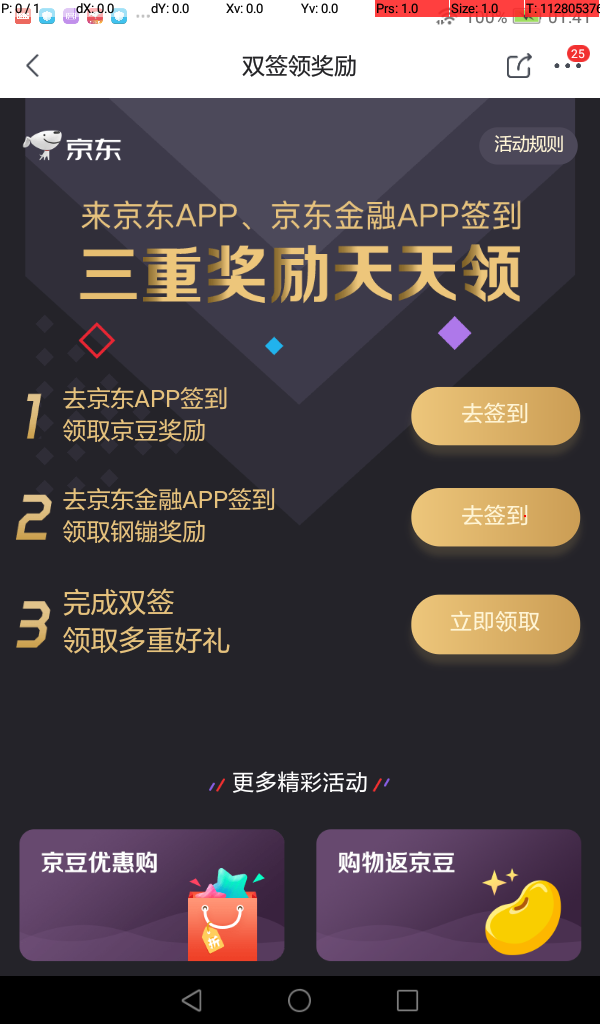 P: 0 / 1 dX: 0.0 dY: 0.0 Xv: 0.0 Yv: 0.0 Prs: 1.0 Size: 1.0 T: 112805376
100% 01:41
双签领奖励
25
京东
活动规则
来京东APP、京东金融APP签到
三重奖励天天领
1
去京东APP签到
领取京豆奖励
去签到
2
去京东金融APP签到
领取钢镚奖励
去签到
3
完成双签
领取多重好礼
立即领取
更多精彩活动
京豆优惠购
折
购物返京豆